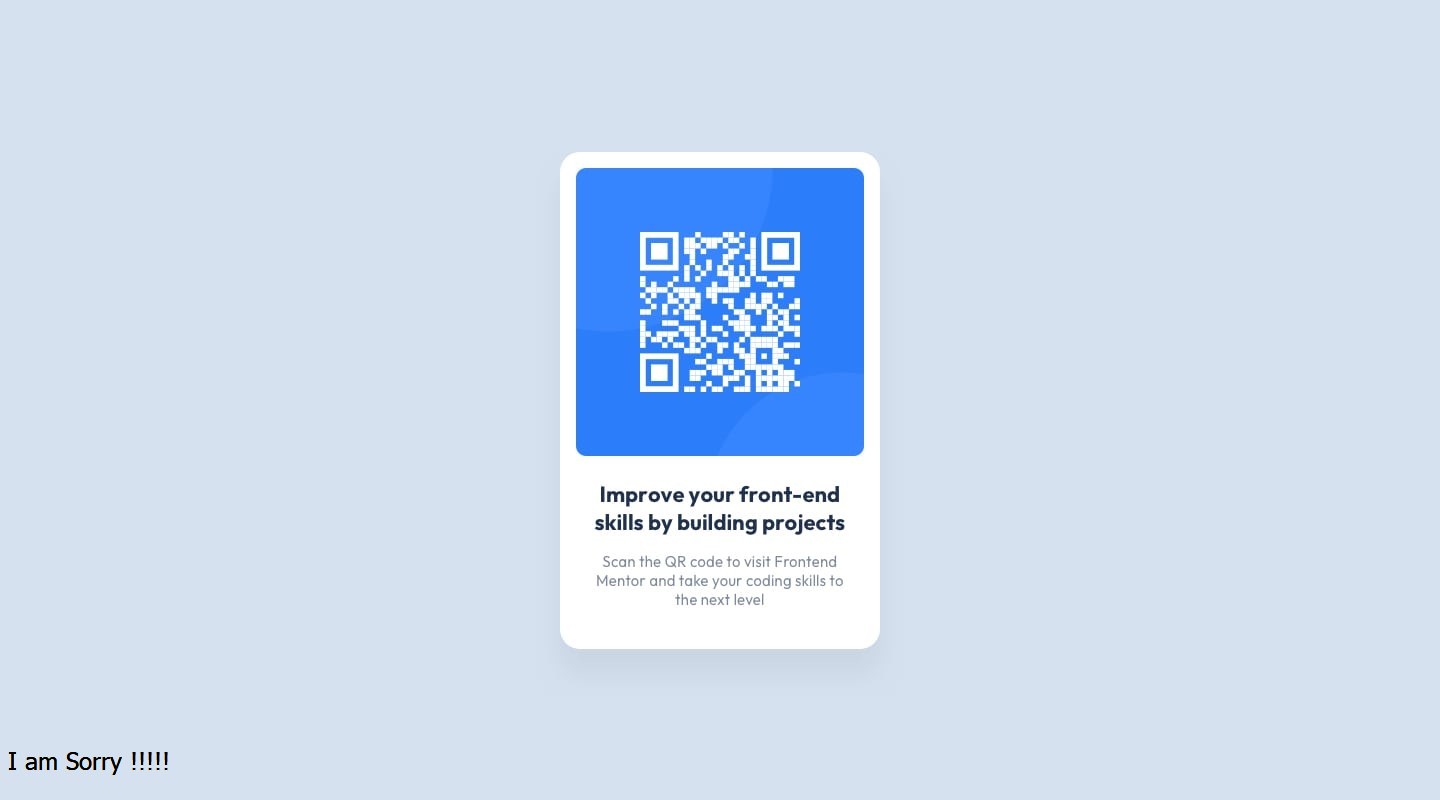 Improve your front-end
skills by building projects
Scan the QR code to visit Frontend
Mentor and take your coding skills to
the next level
I am Sorry !!!!!